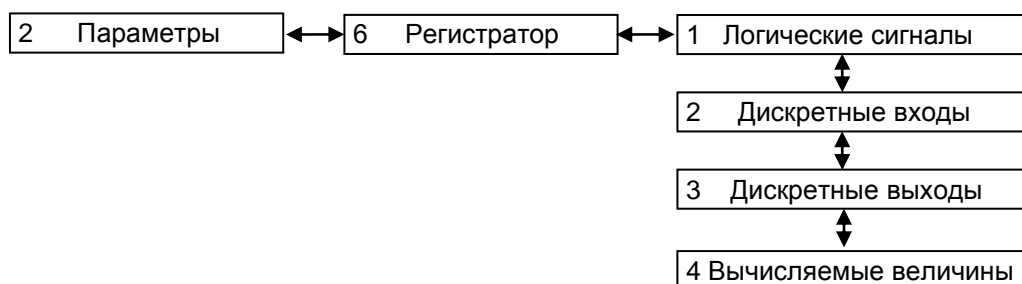 2 Параметры
6 Регистратор
1 Логические сигналы
2 Дискретные входы
3 Дискретные выходы
4 Вычисляемые величины